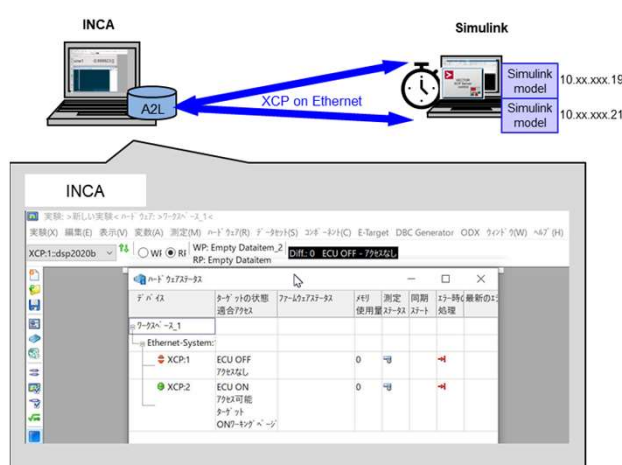 INCA
Simulink
A2L
XCP on Ethernet
Simulink model 10.xx.xxx.19
Simulink model 10.xx.xxx.21
INCA
実験: >新しい実験< ハードウェア: >ワークスペース_1<
実験(X) 編集(E) 表示(V) 変数(A) 測定(M) ハードウェア(R) データセット(S) コンポーネント(C) E-Target DBC Generator ODX ウィンドウ(W) ヘルプ(H)
XCP:1::dsp2020b WP: Empty Dataitem_2 Diff.: 0 ECU OFF - アクセスなし
RP: Empty Dataitem
ハードウェアステータス
デバイス ターゲットの状態 ファームウェアステータス メモリ 測定 同期 エラー時の 最新のエ
適合アクセス 使用量 ステータス ステート 処理
ワークスペース_1
Ethernet-System:
XCP:1 ECU OFF 0
アクセスなし
XCP:2 ECU ON 0
アクセス可能
ターゲット
ONワーキングページ